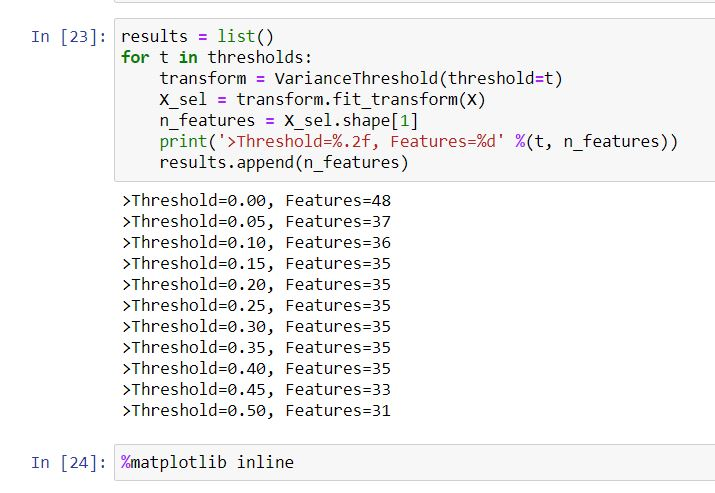 In [23]: results = list()
for t in thresholds:
    transform = VarianceThreshold(threshold=t)
    X_sel = transform.fit_transform(X)
    n_features = X_sel.shape[1]
    print('>Threshold=%.2f, Features=%d' %(t, n_features))
    results.append(n_features)
>Threshold=0.00, Features=48
>Threshold=0.05, Features=37
>Threshold=0.10, Features=36
>Threshold=0.15, Features=35
>Threshold=0.20, Features=35
>Threshold=0.25, Features=35
>Threshold=0.30, Features=35
>Threshold=0.35, Features=35
>Threshold=0.40, Features=35
>Threshold=0.45, Features=33
>Threshold=0.50, Features=31
In [24]: %matplotlib inline